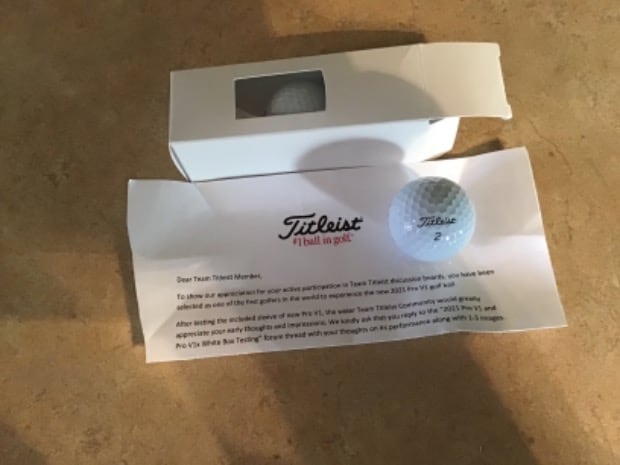 Titleist
#1 ball in golf.®
Titleist
2
Dear Team Titleist Member,
To show our appreciation for your active participation in Team Titleist discussion boards, you have been
selected as one of the first golfers in the world to experience the new 2021 Pro V1 golf ball.
After testing the included sleeve of new Pro V1, the wider Team Titleist Community would greatly
appreciate your early thoughts and impressions. We kindly ask that you reply to the "2021 Pro V1 and
Pro V1x White Box Testing" forum thread with your thoughts on its performance along with 1-3 images